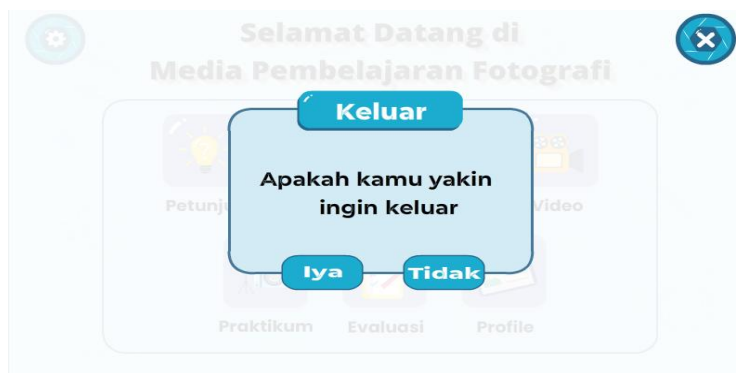 Selamat Datang di
Media Pembelajaran Fotografi
Keluar
Apakah kamu yakin
ingin keluar
Iya
Tidak
Video
Praktikum
Evaluasi
Profile